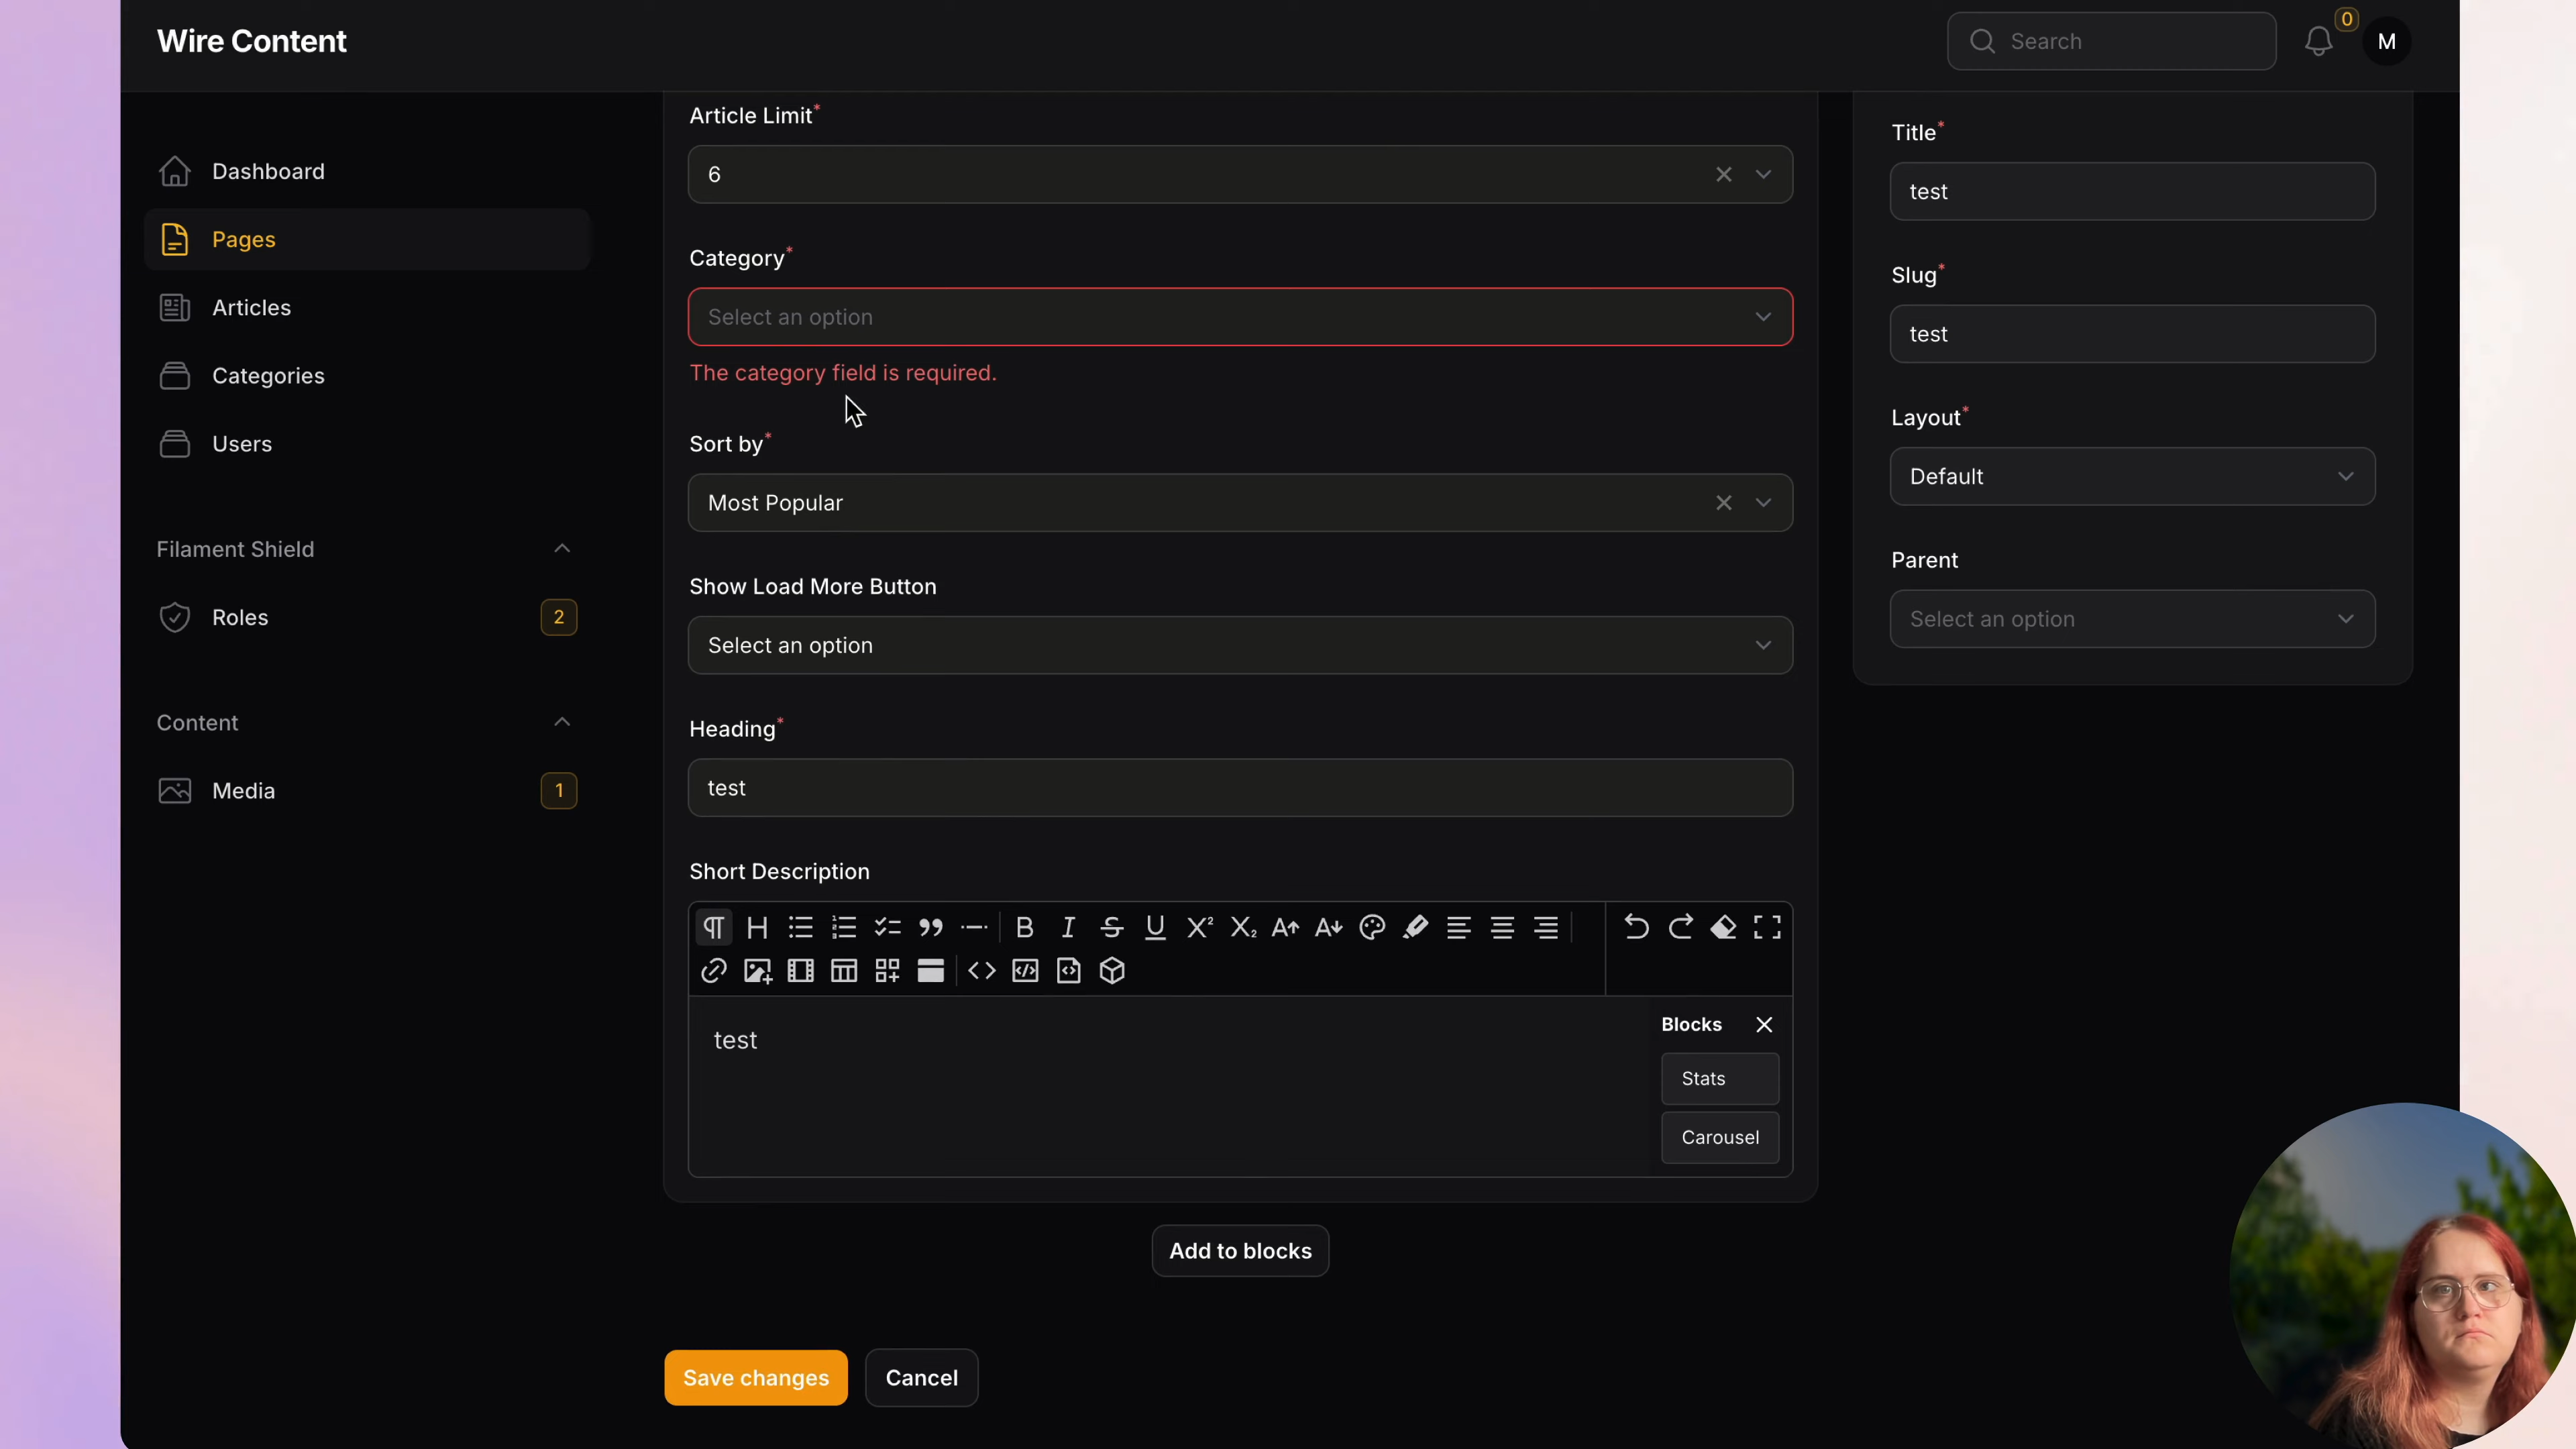 Wire Content
Search
0
M
Dashboard
Pages
Articles
Categories
Users
Filament Shield
Roles
2
Content
Media
1
Article Limit*
6
Category*
Select an option
The category field is required.
Sort by*
Most Popular
Show Load More Button
Select an option
Heading*
test
Short Description
test
Blocks
Stats
Carousel
Add to blocks
Save changes
Cancel
Title*
test
Slug*
test
Layout*
Default
Parent
Select an option